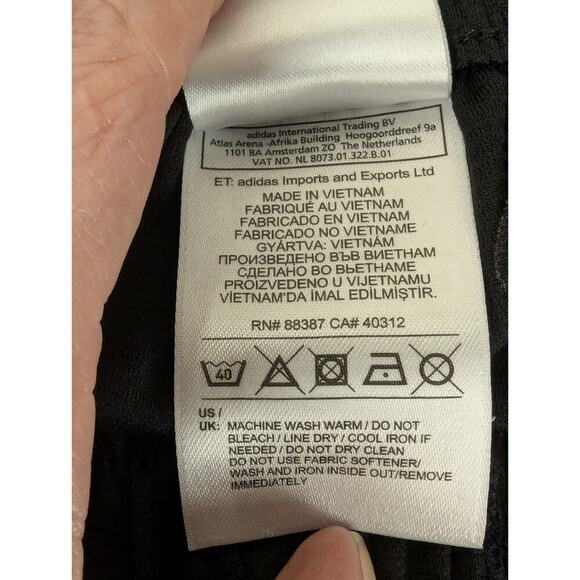 adidas International Trading BV
Atlas Arena -Afrika Building Hoogoorddreef 9a
1101 BA Amsterdam ZO The Netherlands
VAT NO. NL 8073.01.322.B.01
ET: adidas Imports and Exports Ltd
MADE IN VIETNAM
FABRIQUÉ AU VIETNAM
FABRICADO EN VIETNAM
FABRICADO NO VIETNAME
GYÁRTVA: VIETNÁM
ПРОИЗВЕДЕНО ВЪВ ВИЕТНАМ
СДЕЛАНО ВО ВЬЕТНАМЕ
PROIZVEDENO U VIJETNAMU
VİETNAM'DA IMAL EDİLMİŞTİR.
RN# 88387 CA# 40312
40
US /
UK: MACHINE WASH WARM / DO NOT
BLEACH / LINE DRY / COOL IRON IF
NEEDED / DO NOT DRY CLEAN
DO NOT USE FABRIC SOFTENER/
WASH AND IRON INSIDE OUT/REMOVE
IMMEDIATELY